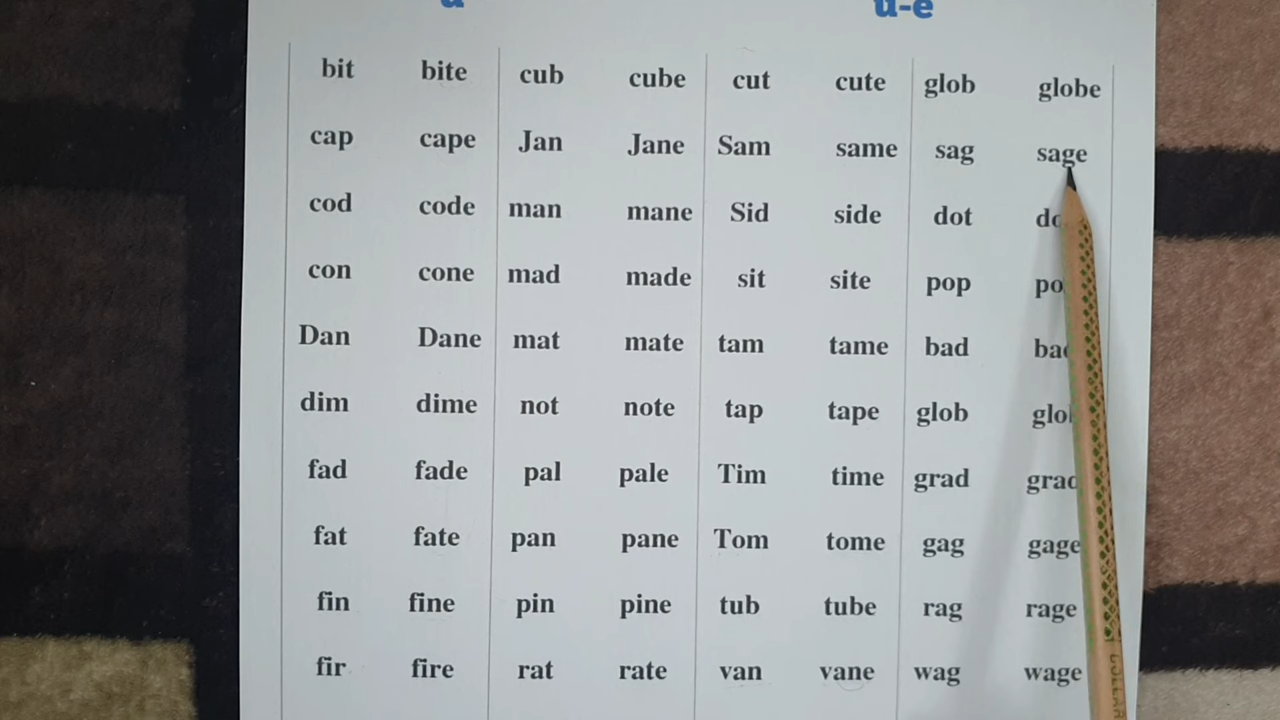 u-e
bit bite cub cube cut cute glob globe
cap cape Jan Jane Sam same sag sage
cod code man mane Sid side dot
con cone mad made sit site pop
Dan Dane mat mate tam tame bad
dim dime not note tap tape glob
fad fade pal pale Tim time grad
fat fate pan pane Tom tome gag gage
fin fine pin pine tub tube rag rage
fir fire rat rate van vane wag wage